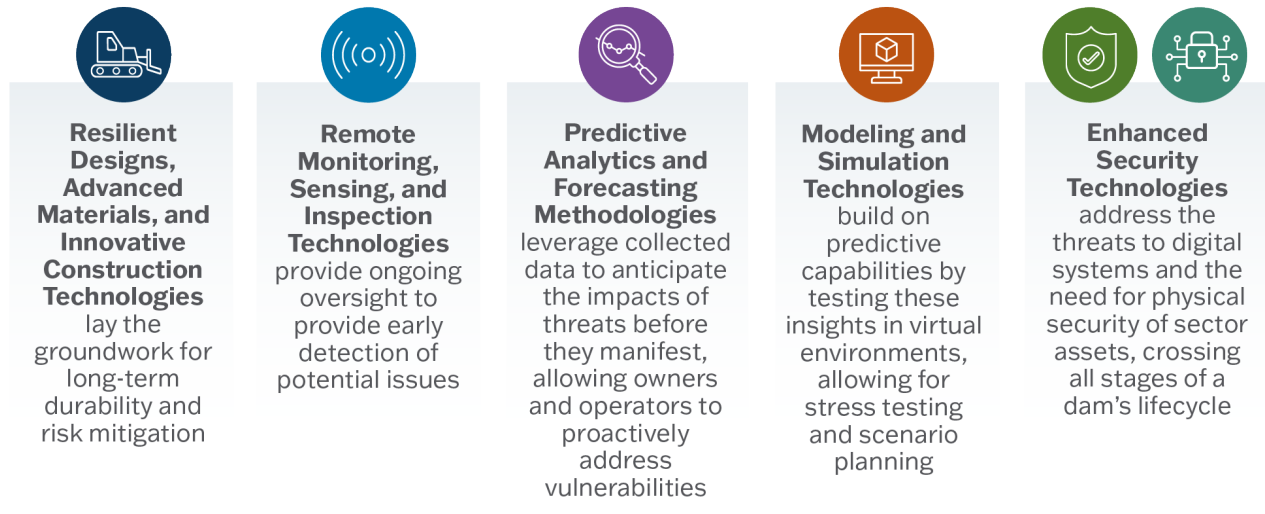 Resilient
Designs,
Advanced
Materials, and
Innovative
Construction
Technologies
lay the
groundwork for
long-term
durability and
risk mitigation
Remote
Monitoring,
Sensing, and
Inspection
Technologies
provide ongoing
oversight to
provide early
detection of
potential issues
Predictive
Analytics and
Forecasting
Methodologies
leverage collected
data to anticipate
the impacts of
threats before
they manifest,
allowing owners
and operators to
proactively
address
vulnerabilities
Modeling and
Simulation
Technologies
build on
predictive
capabilities by
testing these
insights in virtual
environments,
allowing for
stress testing
and scenario
planning
Enhanced
Security
Technologies
address the
threats to digital
systems and the
need for physical
security of sector
assets, crossing
all stages of a
dam’s lifecycle